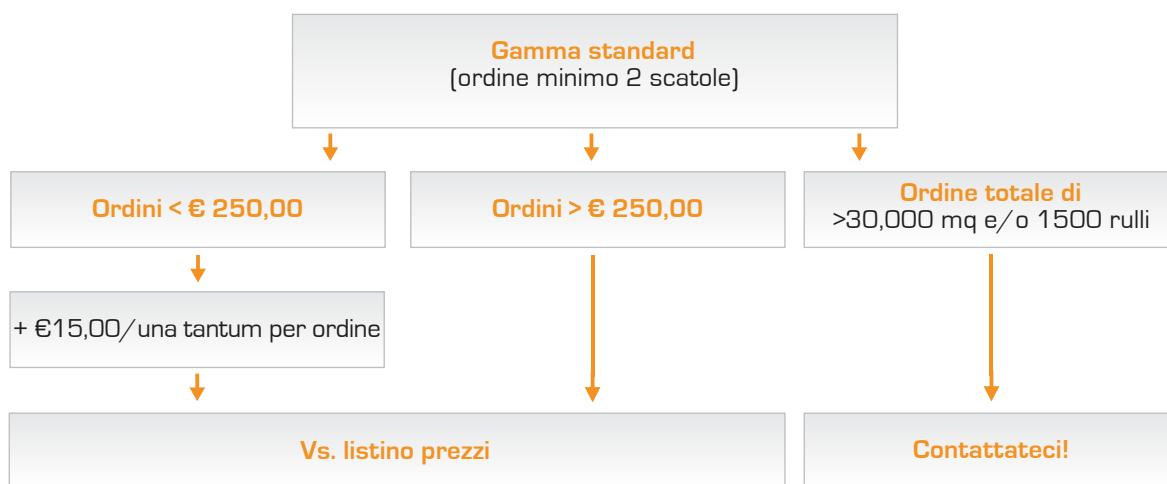 Gamma standard
(ordine minimo 2 scatole)
Ordini < € 250,00
Ordini > € 250,00
Ordine totale di
>30,000 mq e/o 1500 rulli
+ €15,00/una tantum per ordine
Vs. listino prezzi
Contattateci!